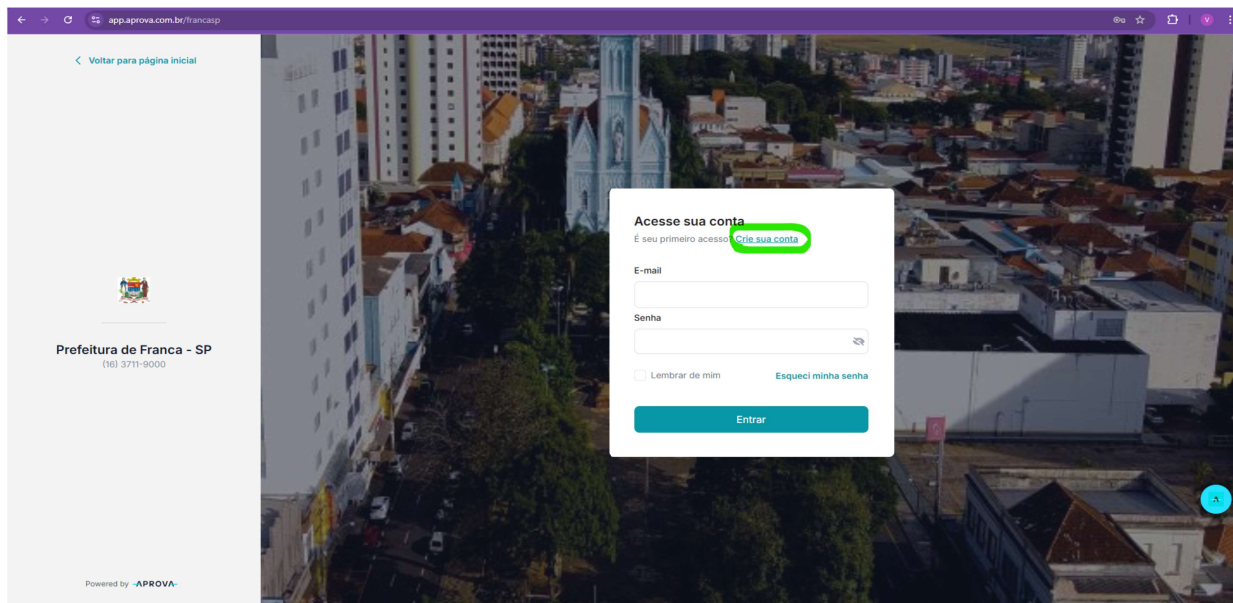 app.aprova.com.br/francasp
V
Voltar para página inicial
Prefeitura de Franca - SP
(16) 3711-9000
Powered by APROVA
Acesse sua conta
É seu primeiro acesso? Crie sua conta
E-mail
Senha
Lembrar de mim
Esqueci minha senha
Entrar